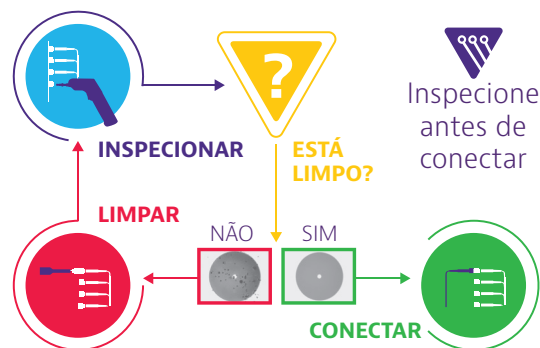 ?
Inspecione
antes de
conectar
INSPECIONAR
ESTÁ
LIMPO?
LIMPAR
NÃO
SIM
CONECTAR